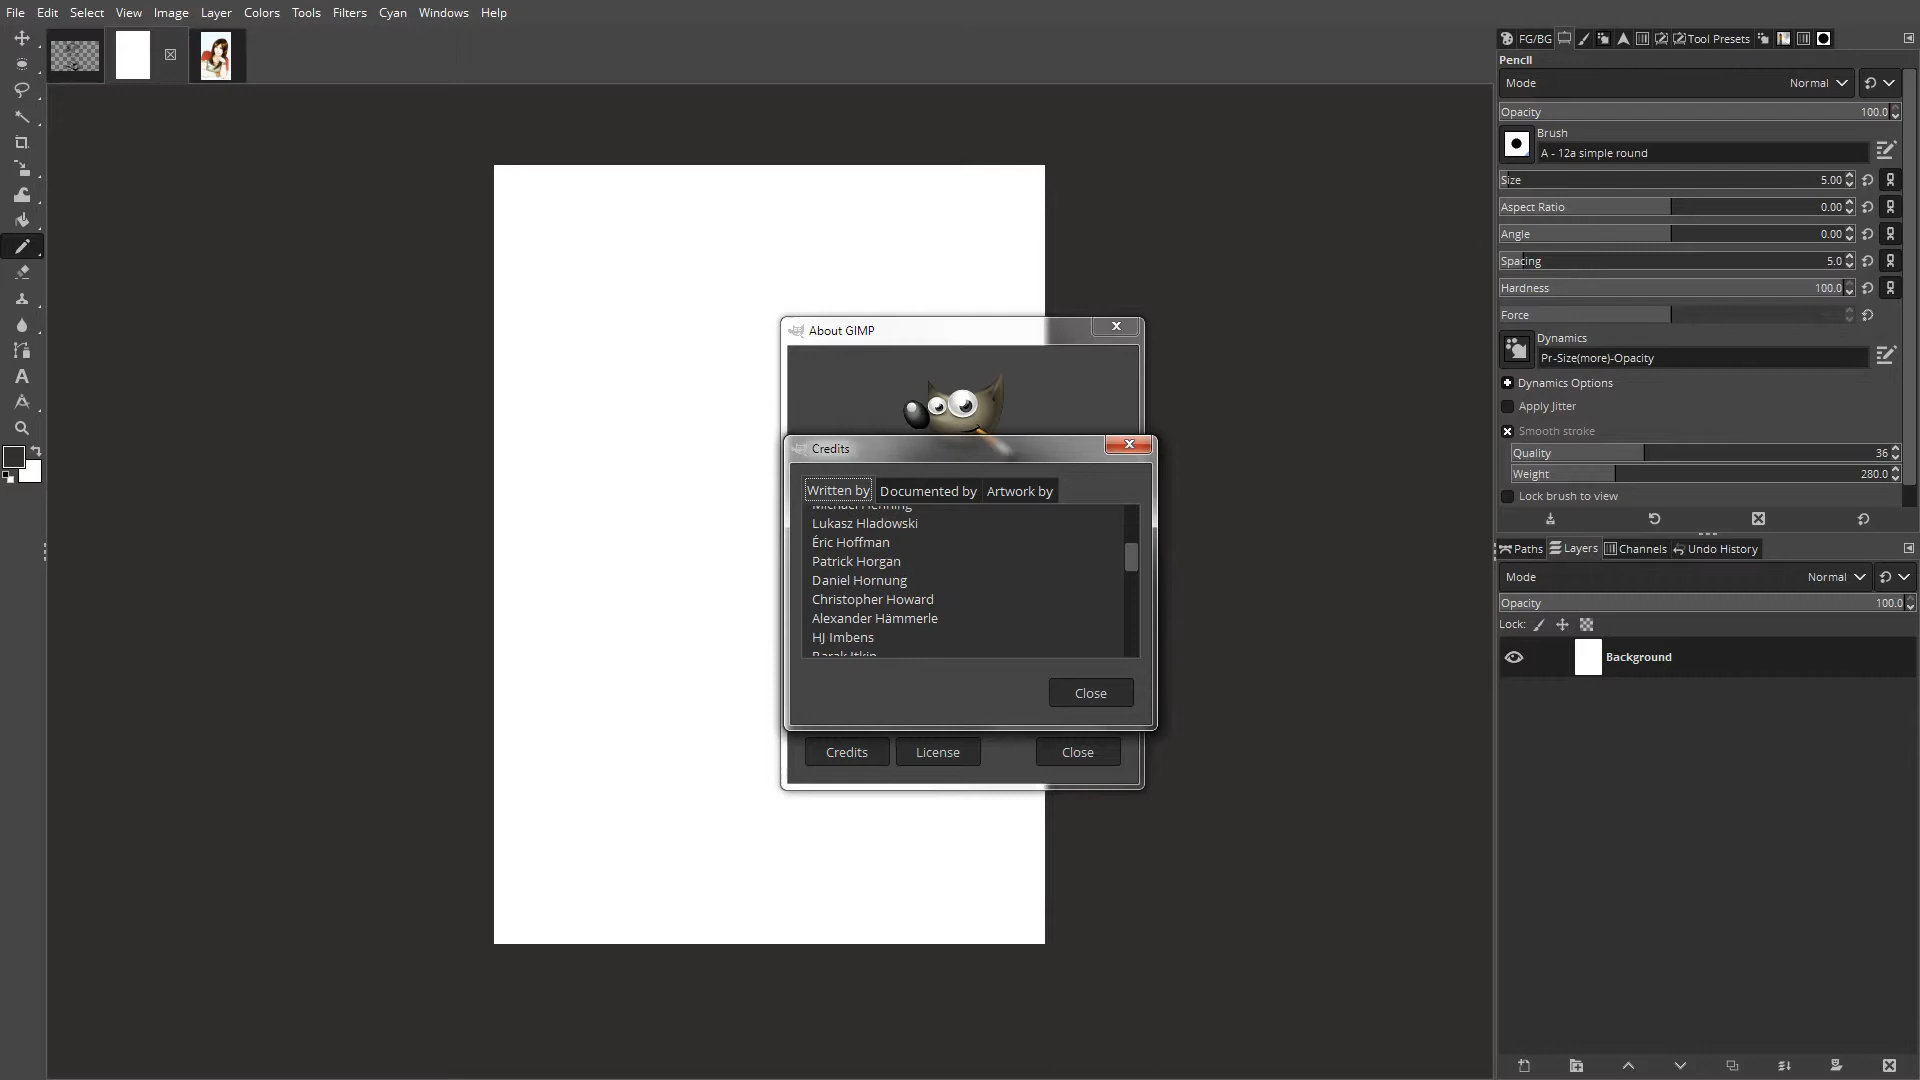 File Edit Select View Image Layer Colors Tools Filters Cyan Windows Help
FG/BG Tool Presets
Pencil
Mode Normal
Opacity 100.0
Brush
A - 12a simple round
Size 5.00
Aspect Ratio 0.00
Angle 0.00
Spacing 5.0
Hardness 100.0
Force
Dynamics
Pr-Size(more)-Opacity
Dynamics Options
Apply Jitter
Smooth stroke
Quality 36
Weight 280.0
Lock brush to view
Paths Layers Channels Undo History
Mode Normal
Opacity 100.0
Lock:
Background
About GIMP
Credits
Written by Documented by Artwork by
Michael Henning
Lukasz Hladowski
Éric Hoffman
Patrick Horgan
Daniel Hornung
Christopher Howard
Alexander Hämmerle
HJ Imbens
Barak Itkin
Close
Credits License Close